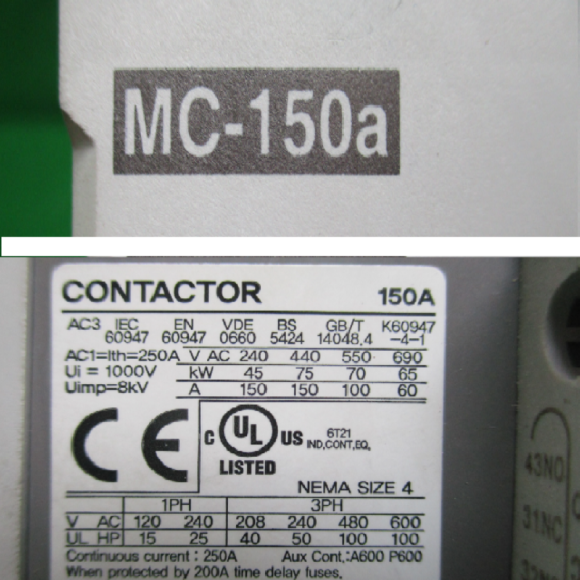 MC-150a
CONTACTOR 150A
AC3 IEC EN VDE BS GB/T K60947
60947 60947 0660 5424 14048.4 -4-1
AC1=Ith=250A V AC 240 440 550 690
Ui = 1000V kW 45 75 70 65
Uimp=8kV A 150 150 100 60
CE C UL US 6T21
IND.CONT.EQ.
LISTED
NEMA SIZE 4
1PH 3PH
V AC 120 240 208 240 480 600
UL HP 15 25 40 50 100 100
Continuous current : 250A Aux Cont.:A600 P600
When protected by 200A time delay fuses,
43NO
31NC